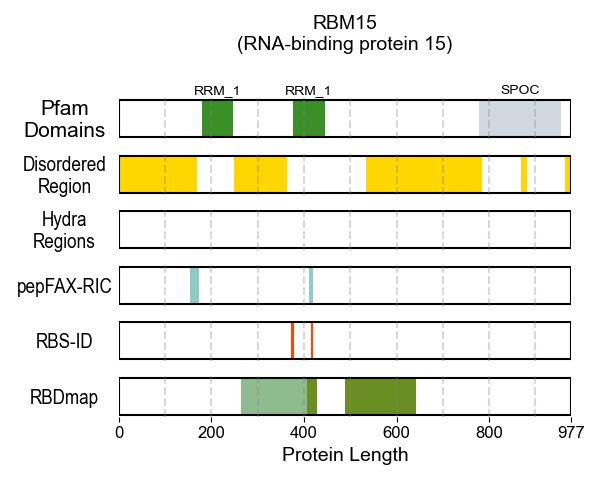 RBM15
(RNA-binding protein 15)
RRM_1 RRM_1 SPOC
Pfam
Domains
Disordered
Region
Hydra
Regions
pepFAX-RIC
RBS-ID
RBDmap
0 200 400 600 800 977
Protein Length